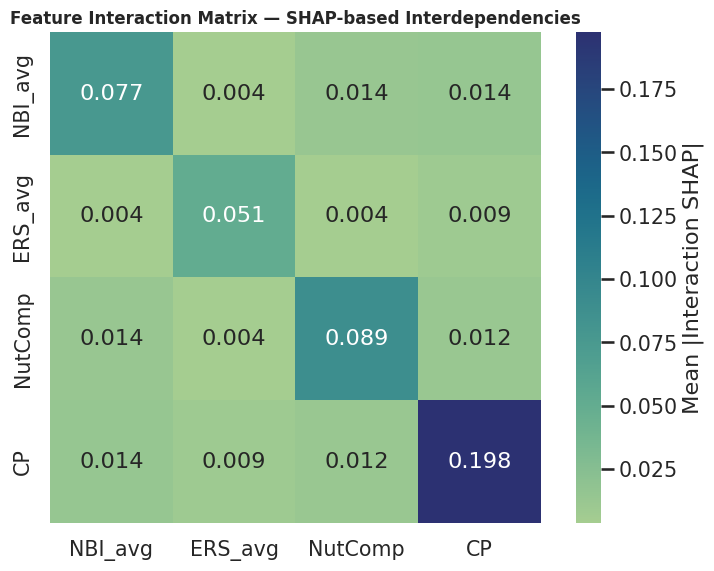 Feature Interaction Matrix — SHAP-based Interdependencies
NBI_avg
0.077 0.004 0.014 0.014
ERS_avg
0.004 0.051 0.004 0.009
NutComp
0.014 0.004 0.089 0.012
CP
0.014 0.009 0.012 0.198
NBI_avg ERS_avg NutComp CP
0.175
0.150
0.125
0.100
0.075
0.050
0.025
Mean |Interaction SHAP|